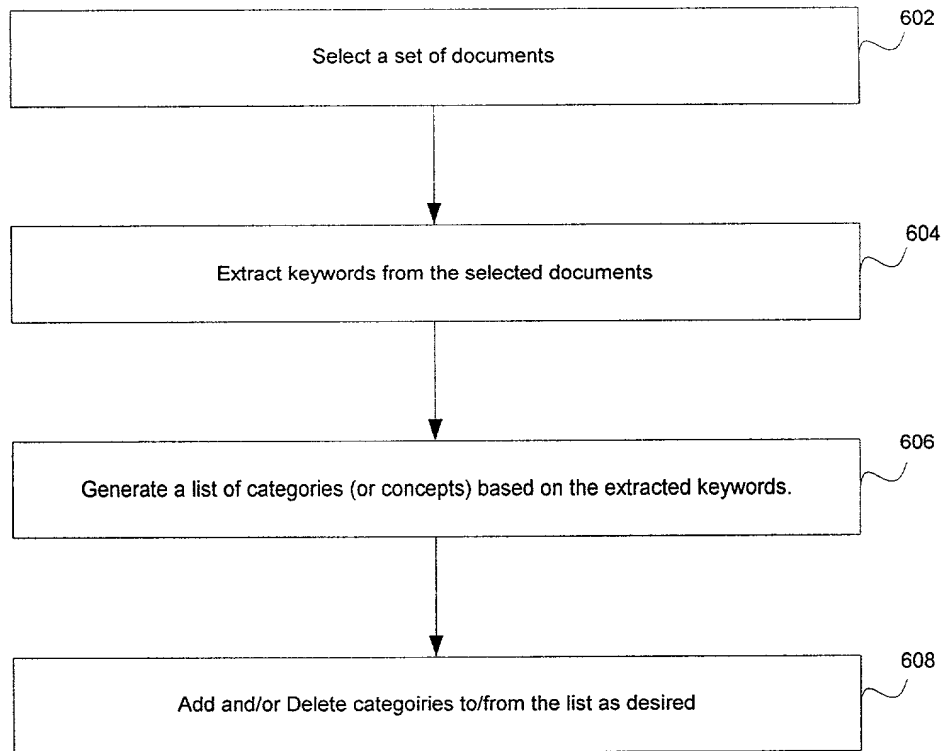 602
Select a set of documents
604
Extract keywords from the selected documents
606
Generate a list of categories (or concepts) based on the extracted keywords.
608
Add and/or Delete categoiries to/from the list as desired